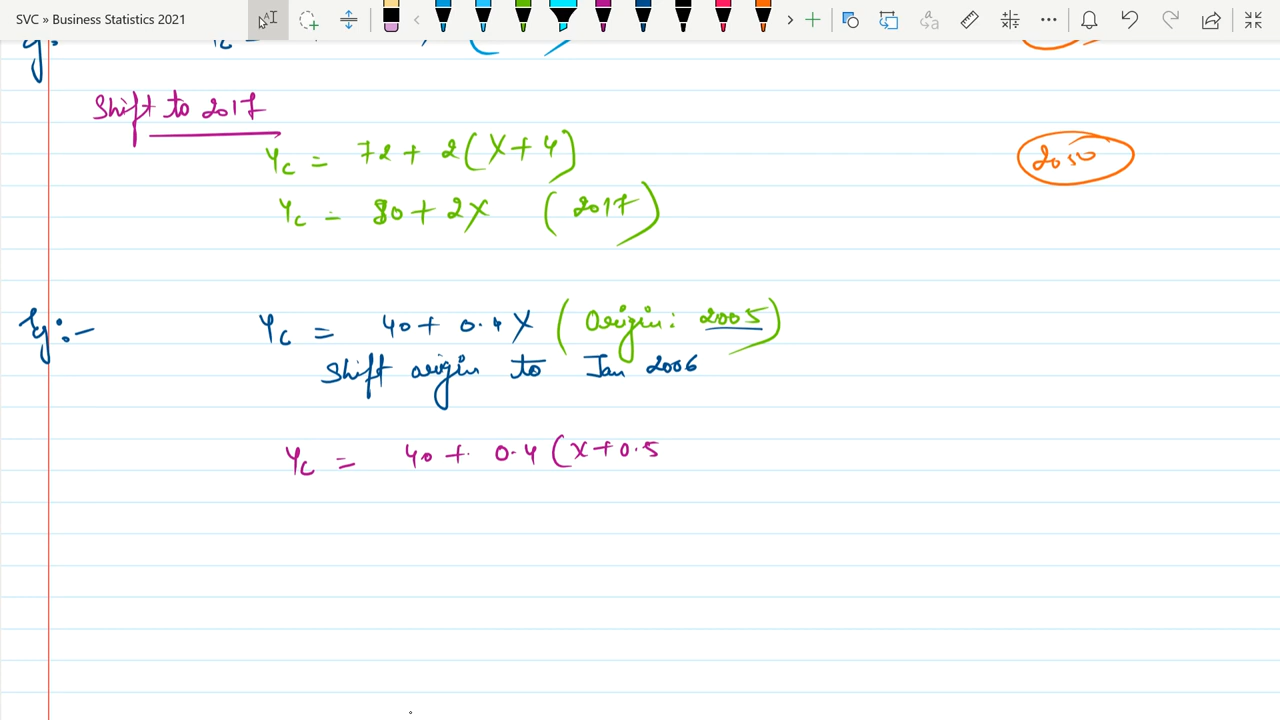 SVC » Business Statistics 2021
Shift to 2017
Yc = 72 + 2(X + 4)
2050
Yc = 80 + 2X (2017)
Eg:- Yc = 40 + 0.4X (Origin: 2005)
Shift origin to Jan 2006
Yc = 40 + 0.4 (x + 0.5